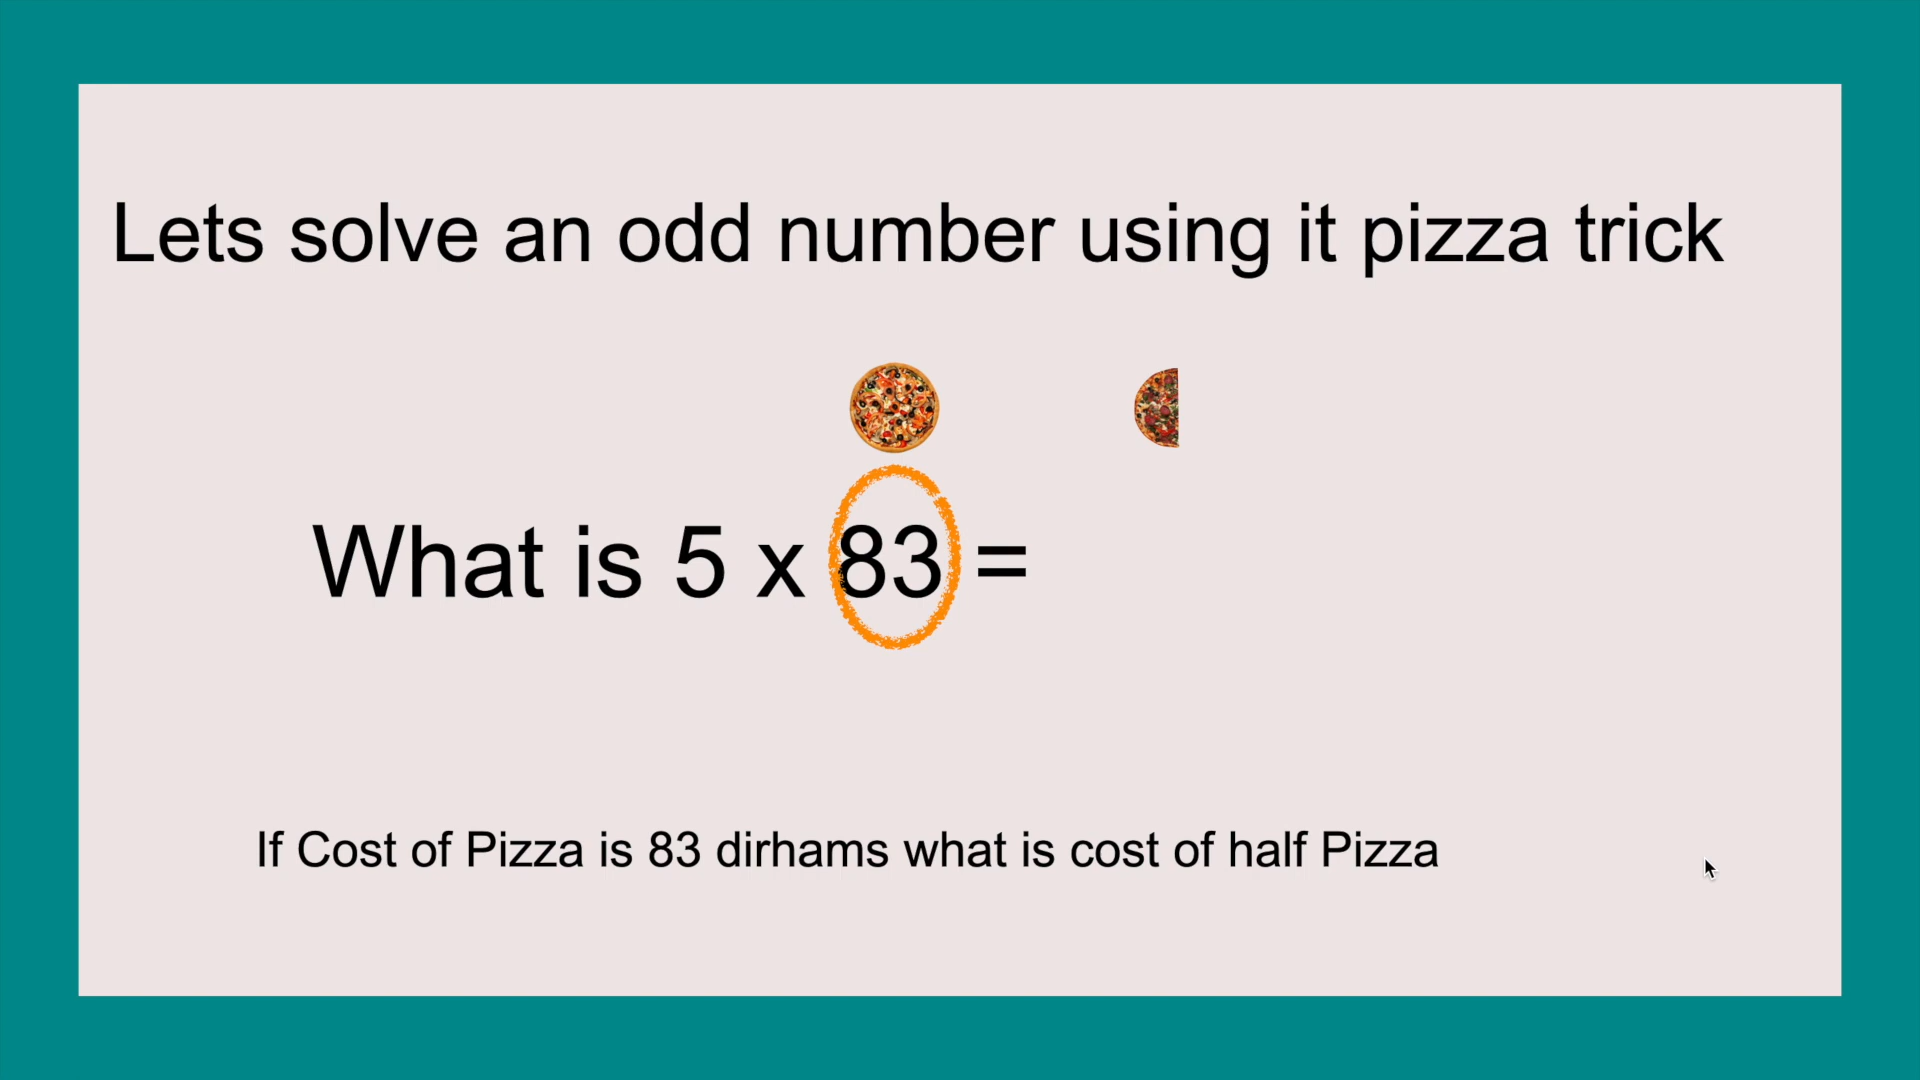 Lets solve an odd number using it pizza trick
What is 5 x 83 =
If Cost of Pizza is 83 dirhams what is cost of half Pizza